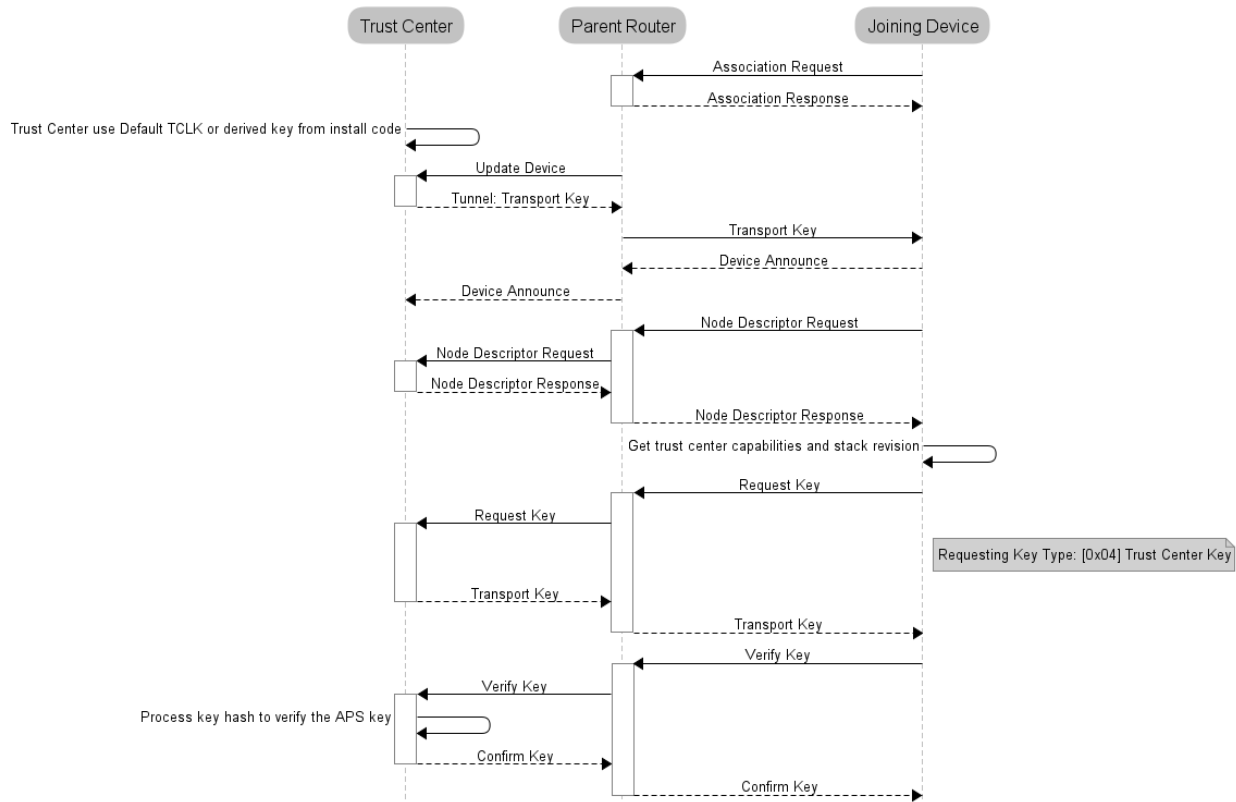 Trust Center
Parent Router
Joining Device
Association Request
Association Response
Trust Center use Default TCLK or derived key from install code
Update Device
Tunnel: Transport Key
Transport Key
Device Announce
Device Announce
Node Descriptor Request
Node Descriptor Request
Node Descriptor Response
Node Descriptor Response
Get trust center capabilities and stack revision
Request Key
Request Key
Requesting Key Type: [0x04] Trust Center Key
Transport Key
Transport Key
Verify Key
Verify Key
Process key hash to verify the APS key
Confirm Key
Confirm Key